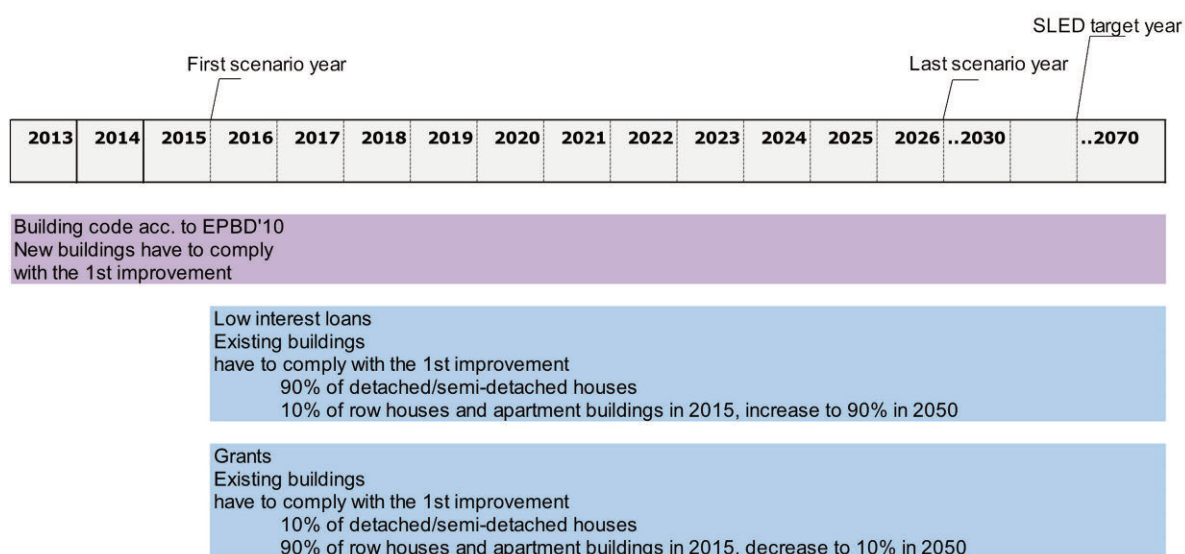 SLED target year
First scenario year
Last scenario year
2013 2014 2015 2016 2017 2018 2019 2020 2021 2022 2023 2024 2025 2026 ..2030 ..2070
Building code acc. to EPBD'10
New buildings have to comply
with the 1st improvement
Low interest loans
Existing buildings
have to comply with the 1st improvement
90% of detached/semi-detached houses
10% of row houses and apartment buildings in 2015, increase to 90% in 2050
Grants
Existing buildings
have to comply with the 1st improvement
10% of detached/semi-detached houses
90% of row houses and apartment buildings in 2015, decrease to 10% in 2050